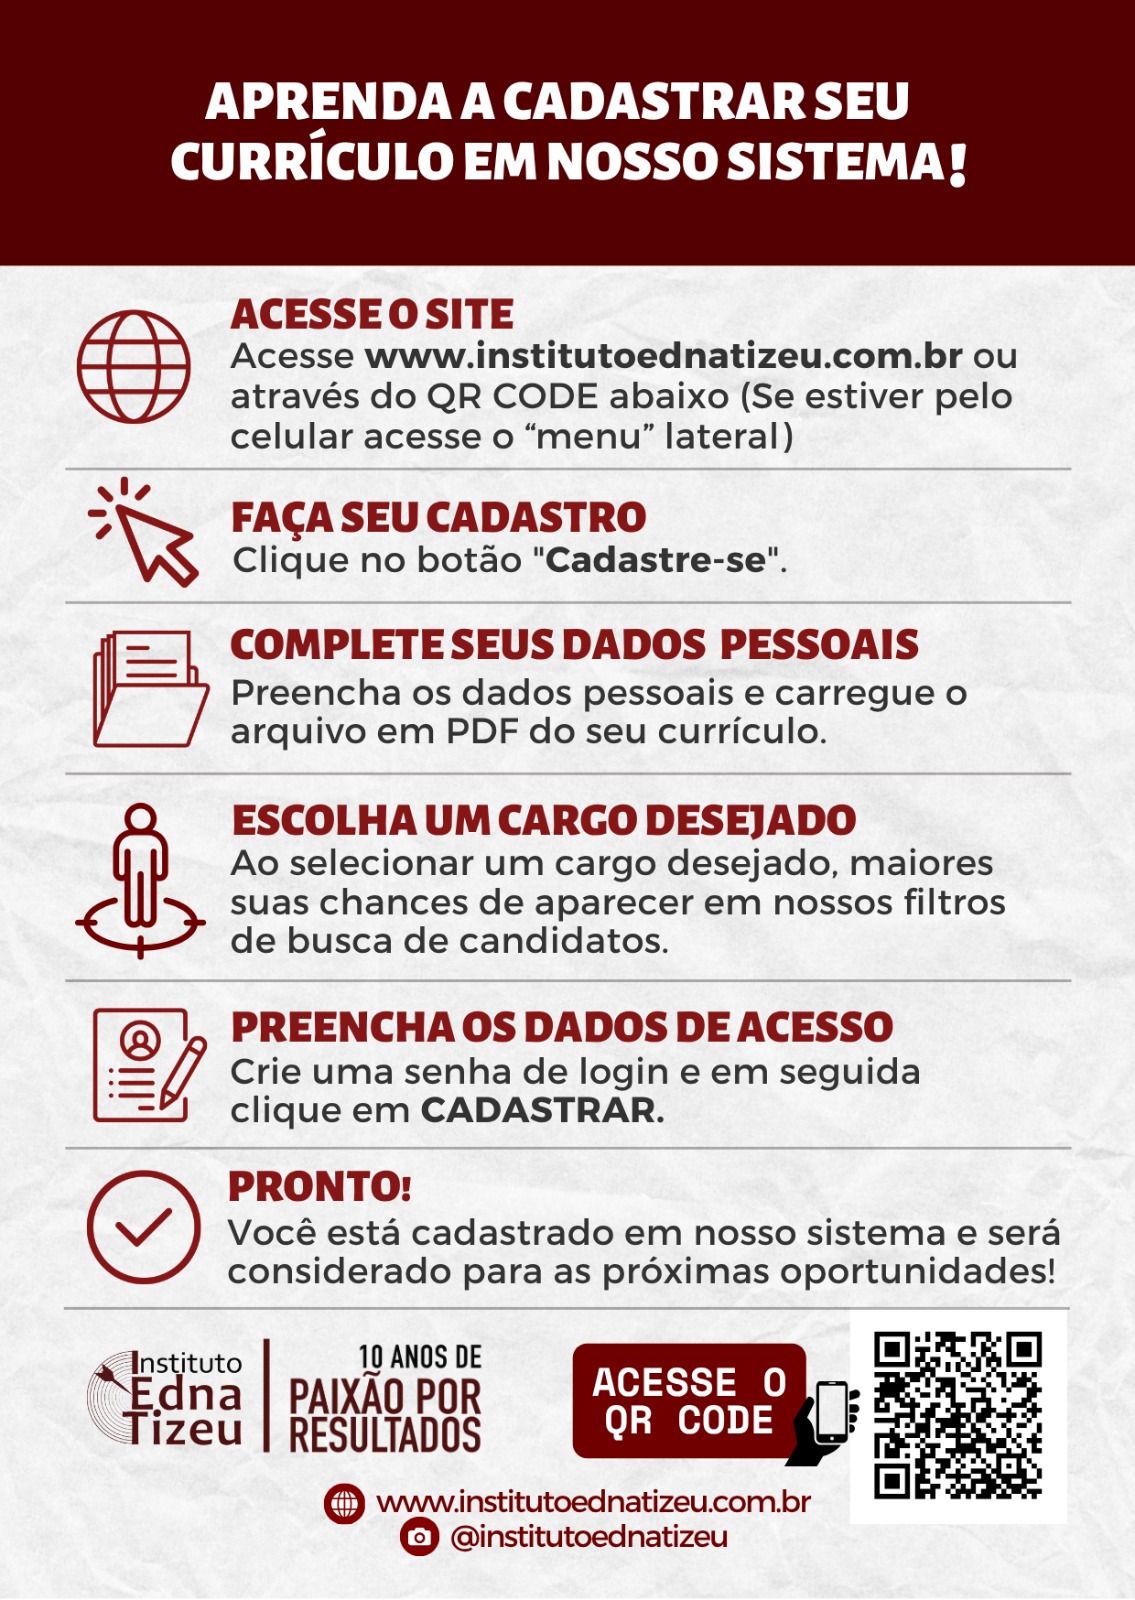 APRENDA A CADASTRAR SEU
CURRÍCULO EM NOSSO SISTEMA!
ACESSE O SITE
Acesse www.institutoednatizeu.com.br ou
através do QR CODE abaixo (Se estiver pelo
celular acesse o “menu” lateral)
FAÇA SEU CADASTRO
Clique no botão "Cadastre-se".
COMPLETE SEUS DADOS PESSOAIS
Preencha os dados pessoais e carregue o
arquivo em PDF do seu currículo.
ESCOLHA UM CARGO DESEJADO
Ao selecionar um cargo desejado, maiores
suas chances de aparecer em nossos filtros
de busca de candidatos.
PREENCHA OS DADOS DE ACESSO
Crie uma senha de login e em seguida
clique em CADASTRAR.
PRONTO!
Você está cadastrado em nosso sistema e será
considerado para as próximas oportunidades!
Instituto
Edna
Tizeu
10 ANOS DE
PAIXÃO POR
RESULTADOS
ACESSE O
QR CODE
www.institutoednatizeu.com.br
@institutoednatizeu